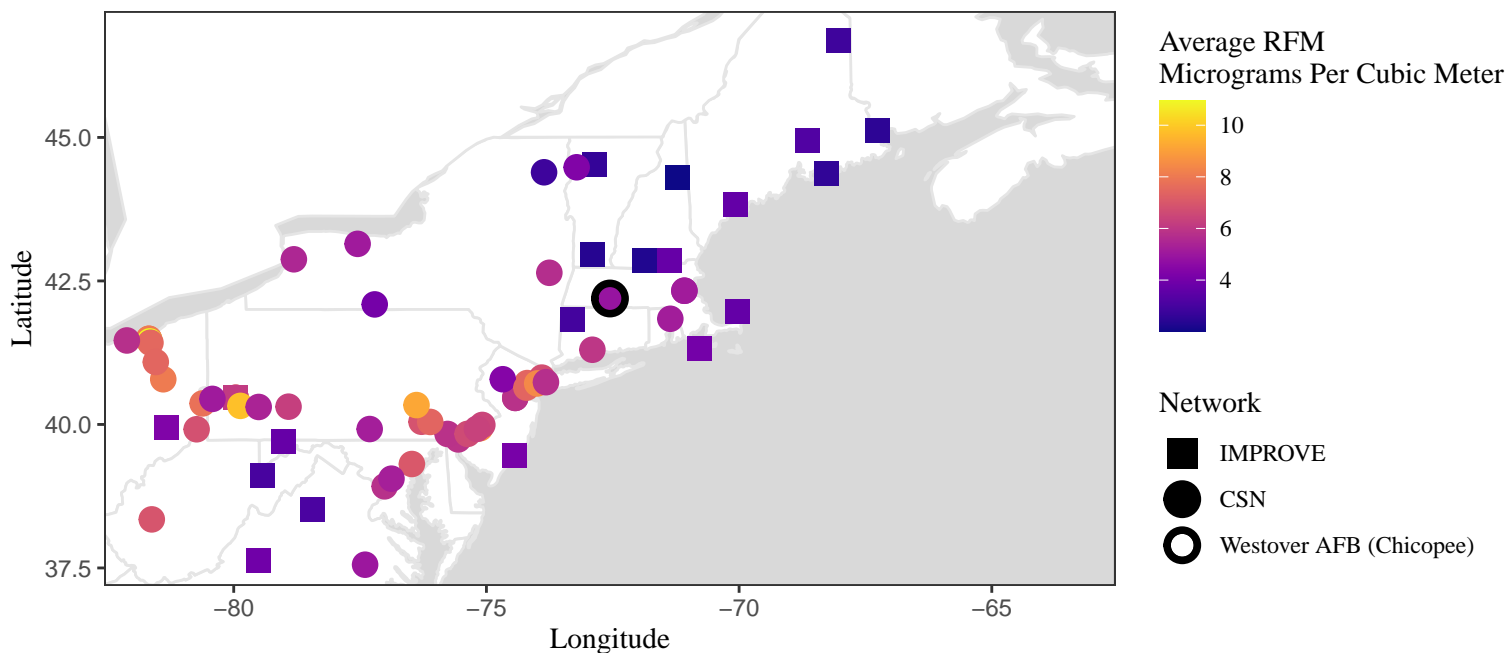 Average RFM
Micrograms Per Cubic Meter
10
8
6
4
Network
IMPROVE
CSN
Westover AFB (Chicopee)
Latitude
45.0
42.5
40.0
37.5
−80
−75
−70
−65
Longitude